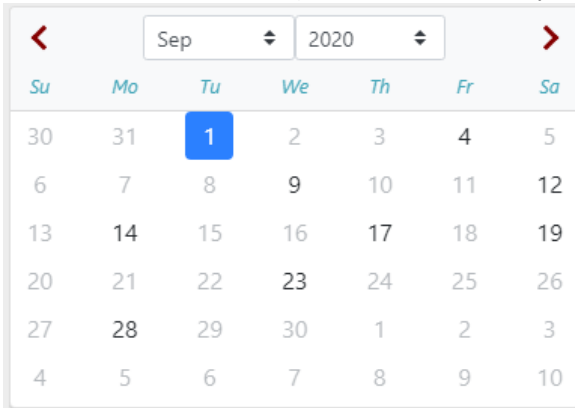 Sep 2020
Su Mo Tu We Th Fr Sa
30 31 1 2 3 4 5
6 7 8 9 10 11 12
13 14 15 16 17 18 19
20 21 22 23 24 25 26
27 28 29 30 1 2 3
4 5 6 7 8 9 10